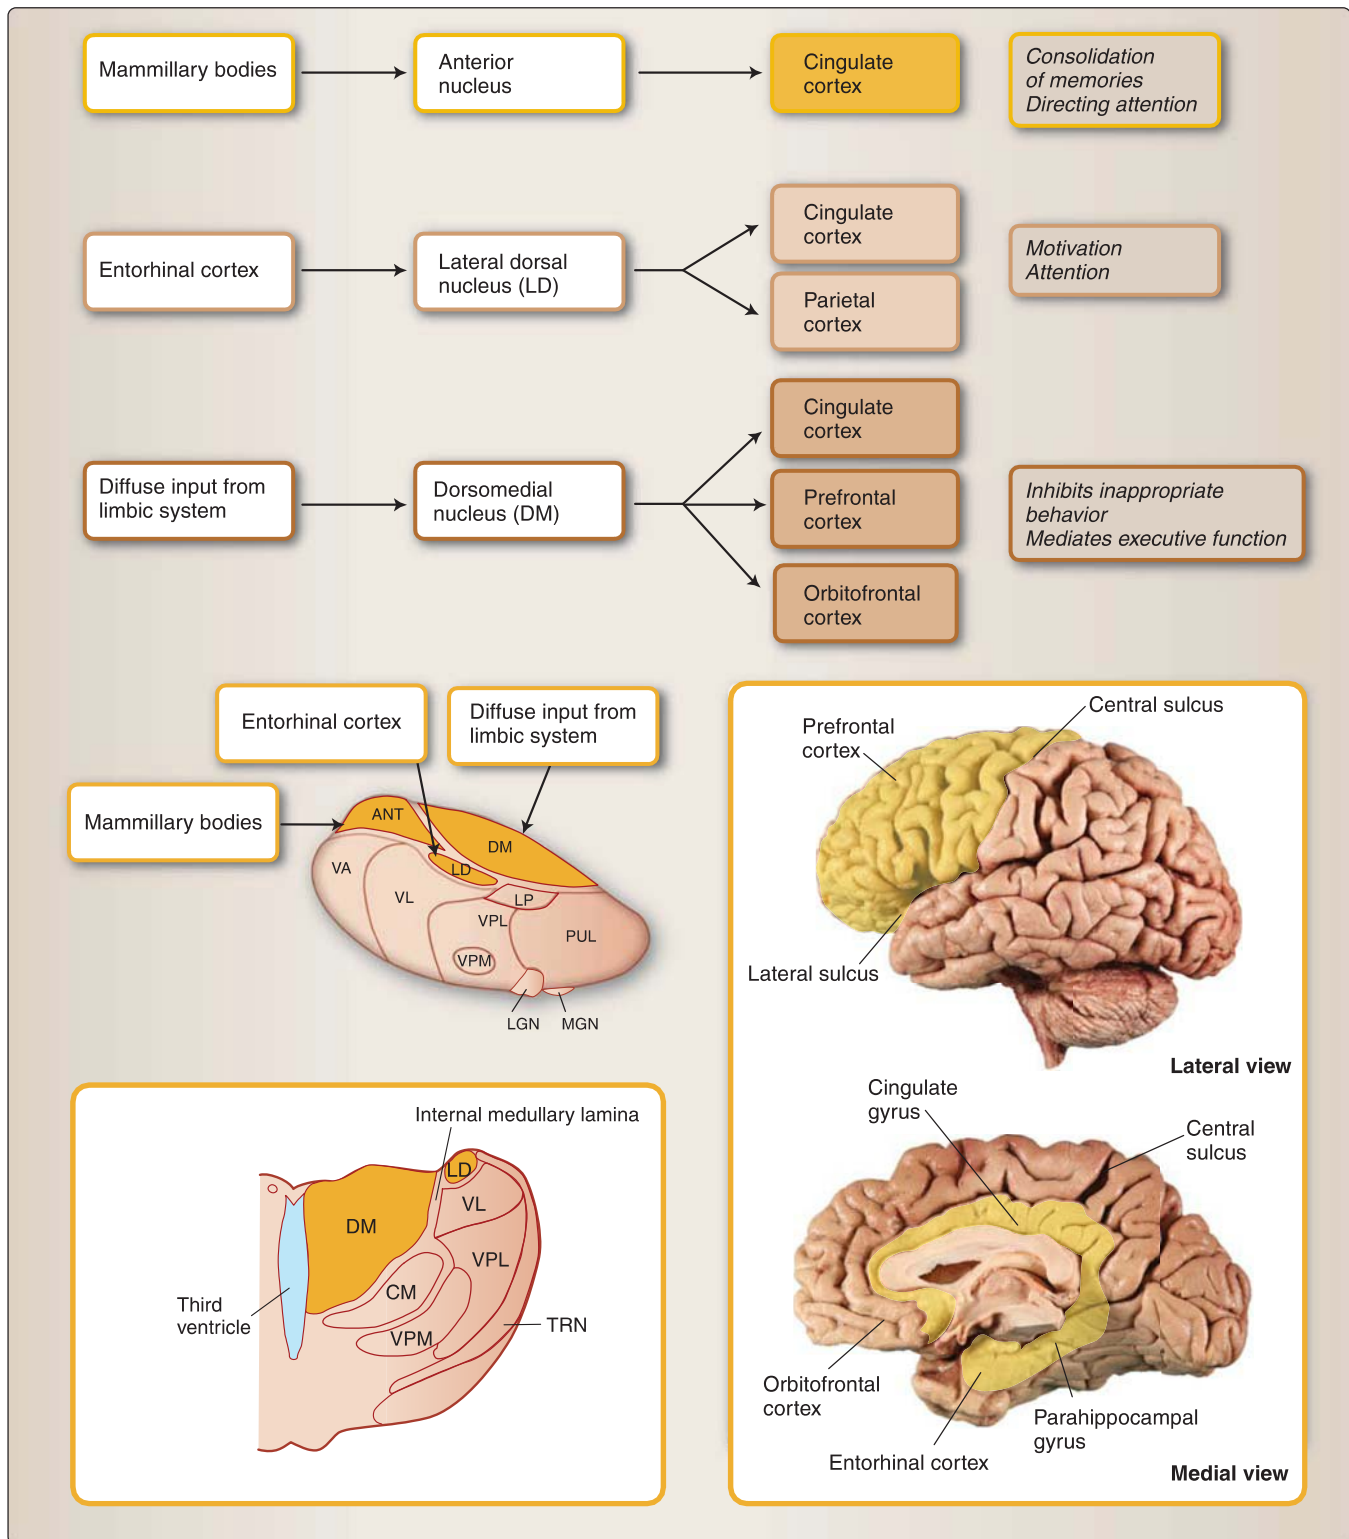 Mammillary bodies
Anterior
nucleus
Cingulate
cortex
Consolidation
of memories
Directing attention
Entorhinal cortex
Lateral dorsal
nucleus (LD)
Cingulate
cortex
Parietal
cortex
Motivation
Attention
Diffuse input from
limbic system
Dorsomedial
nucleus (DM)
Cingulate
cortex
Prefrontal
cortex
Orbitofrontal
cortex
Inhibits inappropriate
behavior
Mediates executive function
Entorhinal cortex
Diffuse input from
limbic system
Mammillary bodies
ANT
DM
VA
LD
VL
LP
VPL
PUL
VPM
LGN
MGN
Prefrontal
cortex
Central sulcus
Lateral sulcus
Lateral view
Internal medullary lamina
LD
VL
DM
VPL
CM
VPM
TRN
Third
ventricle
Cingulate
gyrus
Central
sulcus
Orbitofrontal
cortex
Parahippocampal
gyrus
Entorhinal cortex
Medial view